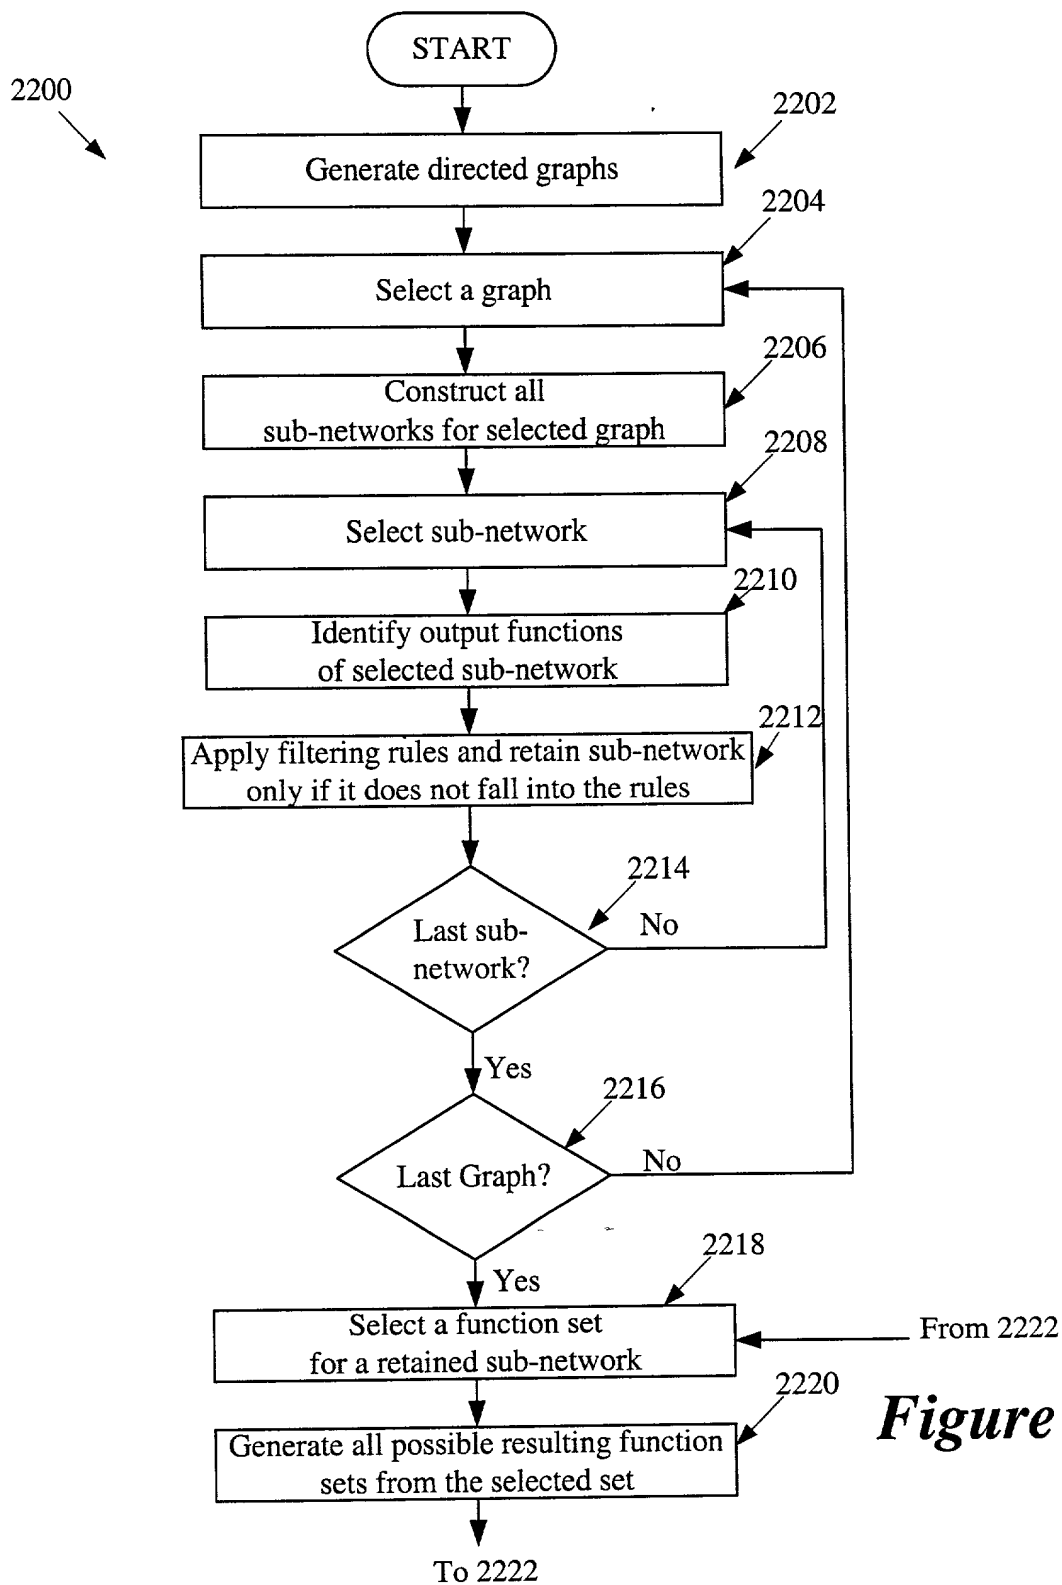 START
2200
2202
Generate directed graphs
2204
Select a graph
2206
Construct all
sub-networks for selected graph
2208
Select sub-network
2210
Identify output functions
of selected sub-network
2212
Apply filtering rules and retain sub-network
only if it does not fall into the rules
2214
No
Last sub-
network?
Yes
2216
No
Last Graph?
2218
Yes
Select a function set
for a retained sub-network
From 2222
2220
Figure
Generate all possible resulting function
sets from the selected set
To 2222